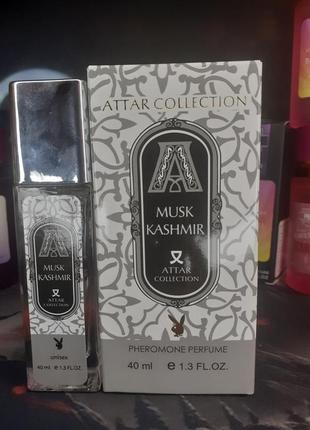 ATTAR COLLECTION
A
MUSK
KASHMIR
ATTAR
COLLECTION
PHEROMONE PERFUME
40 ml e 1.3 FL.OZ.
A
MUSK
KASHMIR
ATTAR
COLLECTION
unisex
40 ml e 1.3 FL.OZ.